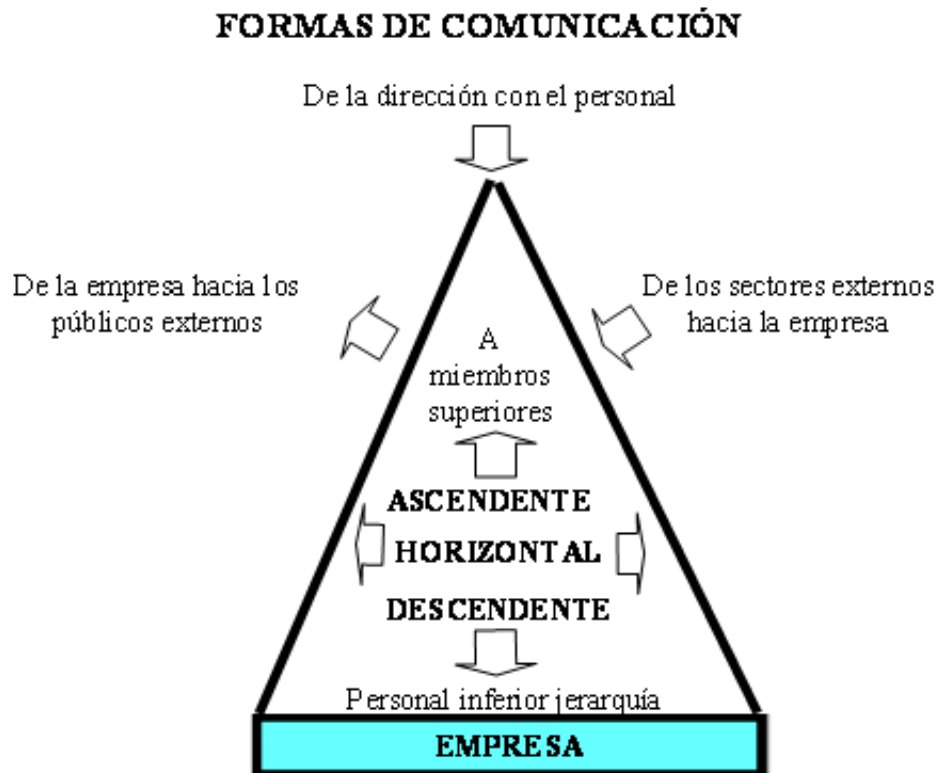 FORMAS DE COMUNICACIÓN
De la dirección con el personal
De la empresa hacia los
públicos externos
De los sectores externos
hacia la empresa
A
miembros
superiores
ASCENDENTE
HORIZONTAL
DESCENDENTE
Personal inferior jerarquía
EMPRESA